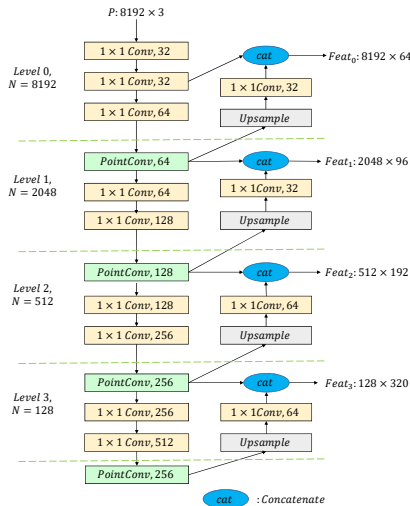 P: 8192 × 3
1 × 1 Conv, 32
cat
Feat₀: 8192 × 64
Level 0,
N = 8192
1 × 1 Conv, 32
1 × 1Conv, 32
1 × 1 Conv, 64
Upsample
PointConv, 64
cat
Feat₁: 2048 × 96
Level 1,
N = 2048
1 × 1 Conv, 64
1 × 1Conv, 32
1 × 1 Conv, 128
Upsample
PointConv, 128
cat
Feat₂: 512 × 192
Level 2,
N = 512
1 × 1 Conv, 128
1 × 1Conv, 64
1 × 1 Conv, 256
Upsample
PointConv, 256
cat
Feat₃: 128 × 320
Level 3,
N = 128
1 × 1 Conv, 256
1 × 1Conv, 64
1 × 1 Conv, 512
Upsample
PointConv, 256
cat : Concatenate